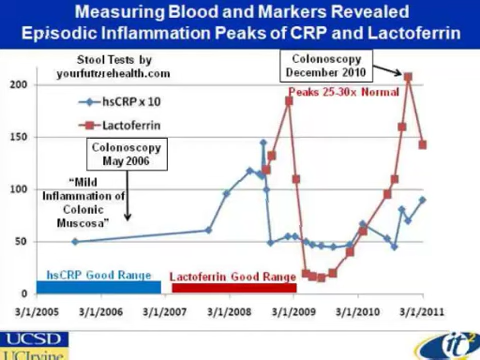 Measuring Blood and Markers Revealed
Episodic Inflammation Peaks of CRP and Lactoferrin
Stool Tests by
yourfuturehealth.com
Colonoscopy
December 2010
Peaks 25-30x Normal
hsCRP x 10
Lactoferrin
Colonoscopy
May 2006
"Mild
Inflammation of
Colonic
Muscosa"
200
150
100
50
0
hsCRP Good Range
Lactoferrin Good Range
3/1/2005 3/1/2006 3/1/2007 3/1/2008 3/1/2009 3/1/2010 3/1/2011
UCSD
UCIrvine
it2